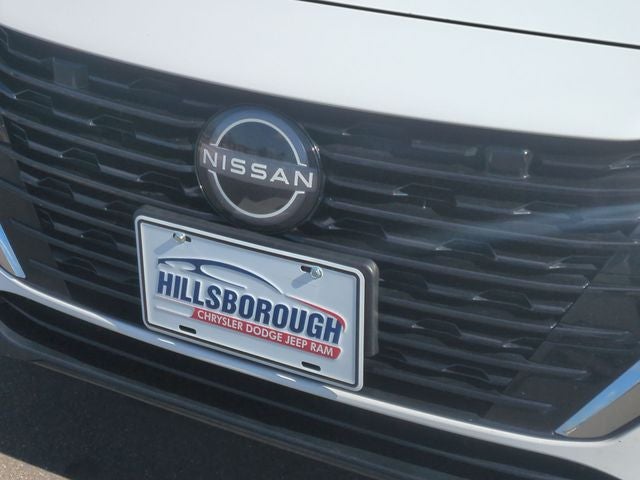 NISSAN
HILLSBOROUGH
CHRYSLER DODGE JEEP RAM